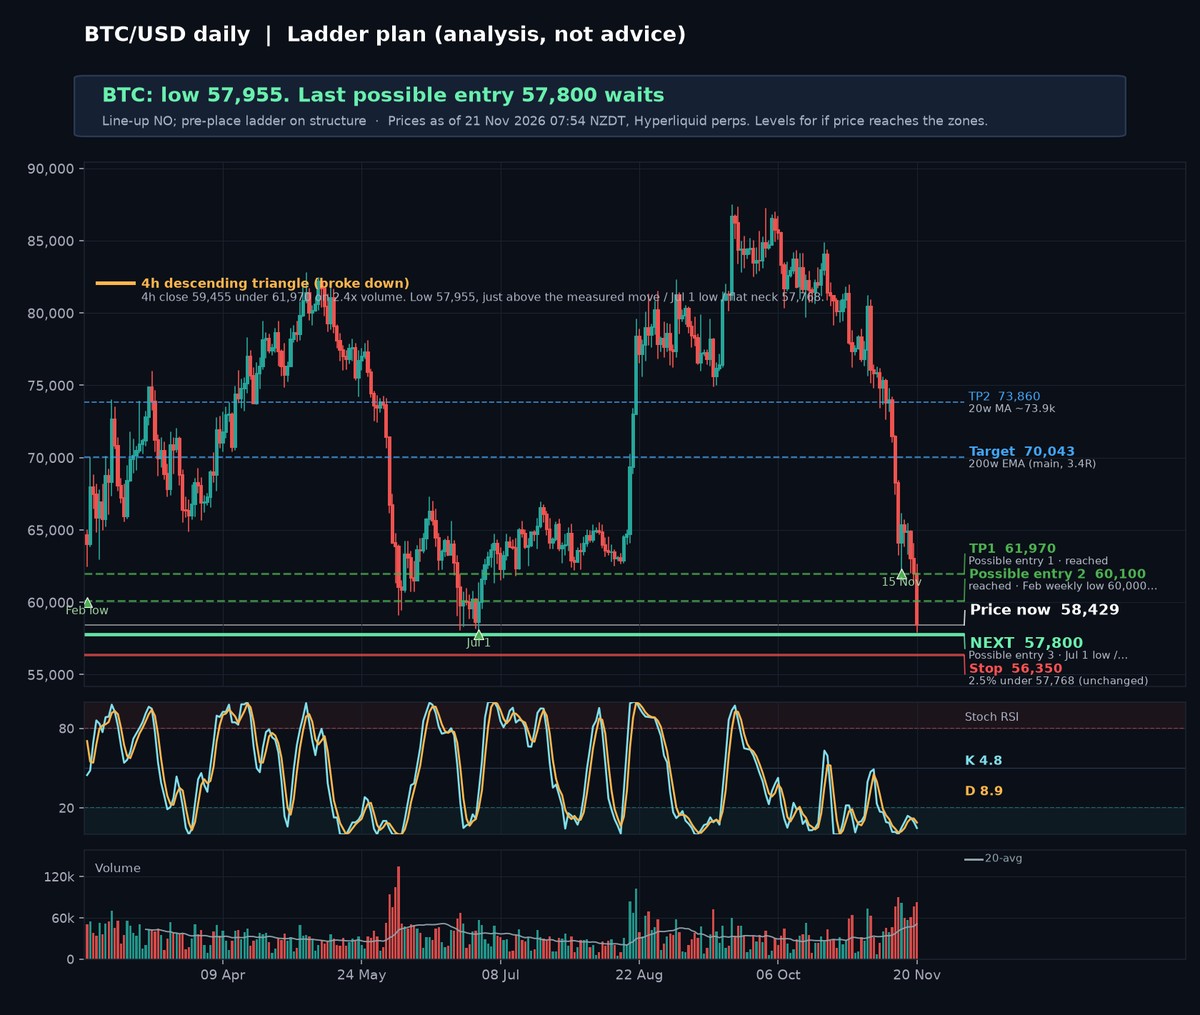 BTC/USD daily | Ladder plan (analysis, not advice)
BTC: low 57,955. Last possible entry 57,800 waits
Line-up NO; pre-place ladder on structure · Prices as of 21 Nov 2026 07:54 NZDT, Hyperliquid perps. Levels for if price reaches the zones.
90,000
85,000
80,000
75,000
70,000
65,000
60,000
55,000
4h descending triangle (broke down)
4h close 59,455 under 61,970 on 2.4x volume. Low 57,955, just above the measured move / Jul 1 low / flat neck 57,768.
TP2 73,860
20w MA ~73.9k
Target 70,043
200w EMA (main, 3.4R)
TP1 61,970
Possible entry 1 · reached
Possible entry 2 60,100
reached · Feb weekly low 60,000...
Price now 58,429
NEXT 57,800
Possible entry 3 · Jul 1 low /...
Stop 56,350
2.5% under 57,768 (unchanged)
Feb low
Jul 1
15 Nov
80
20
Stoch RSI
K 4.8
D 8.9
Volume
20-avg
120k
60k
0
09 Apr
24 May
08 Jul
22 Aug
06 Oct
20 Nov